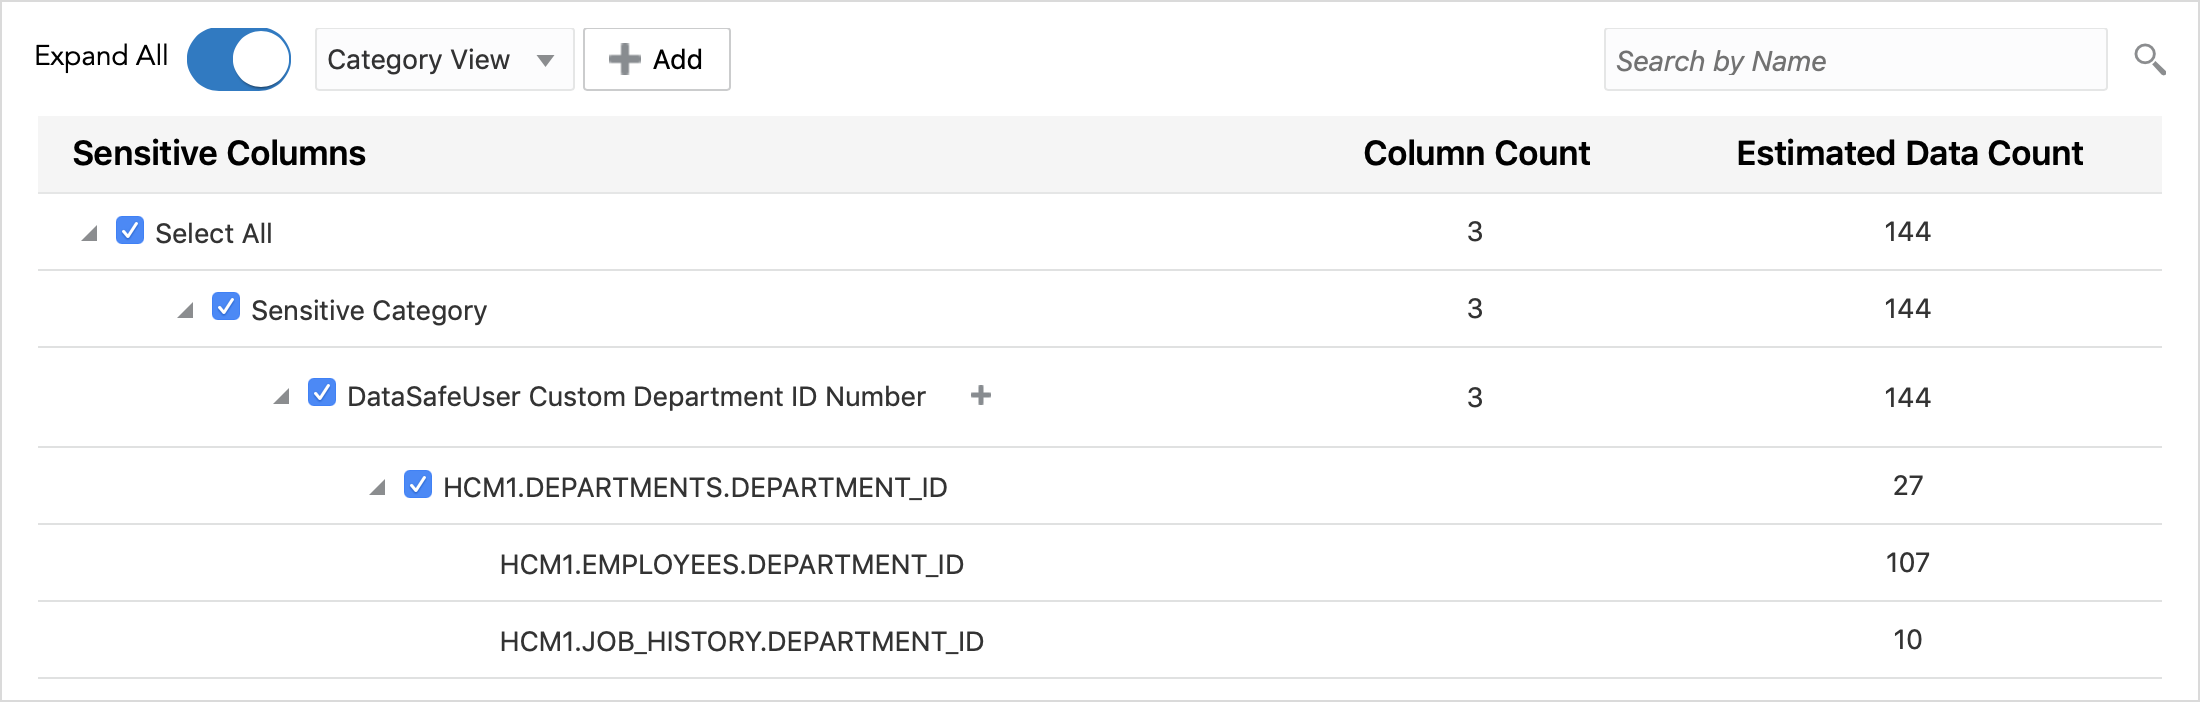 Expand All Category View Add Search by Name
Sensitive Columns Column Count Estimated Data Count
Select All 3 144
Sensitive Category 3 144
DataSafeUser Custom Department ID Number + 3 144
HCM1.DEPARTMENTS.DEPARTMENT_ID 27
HCM1.EMPLOYEES.DEPARTMENT_ID 107
HCM1.JOB_HISTORY.DEPARTMENT_ID 10